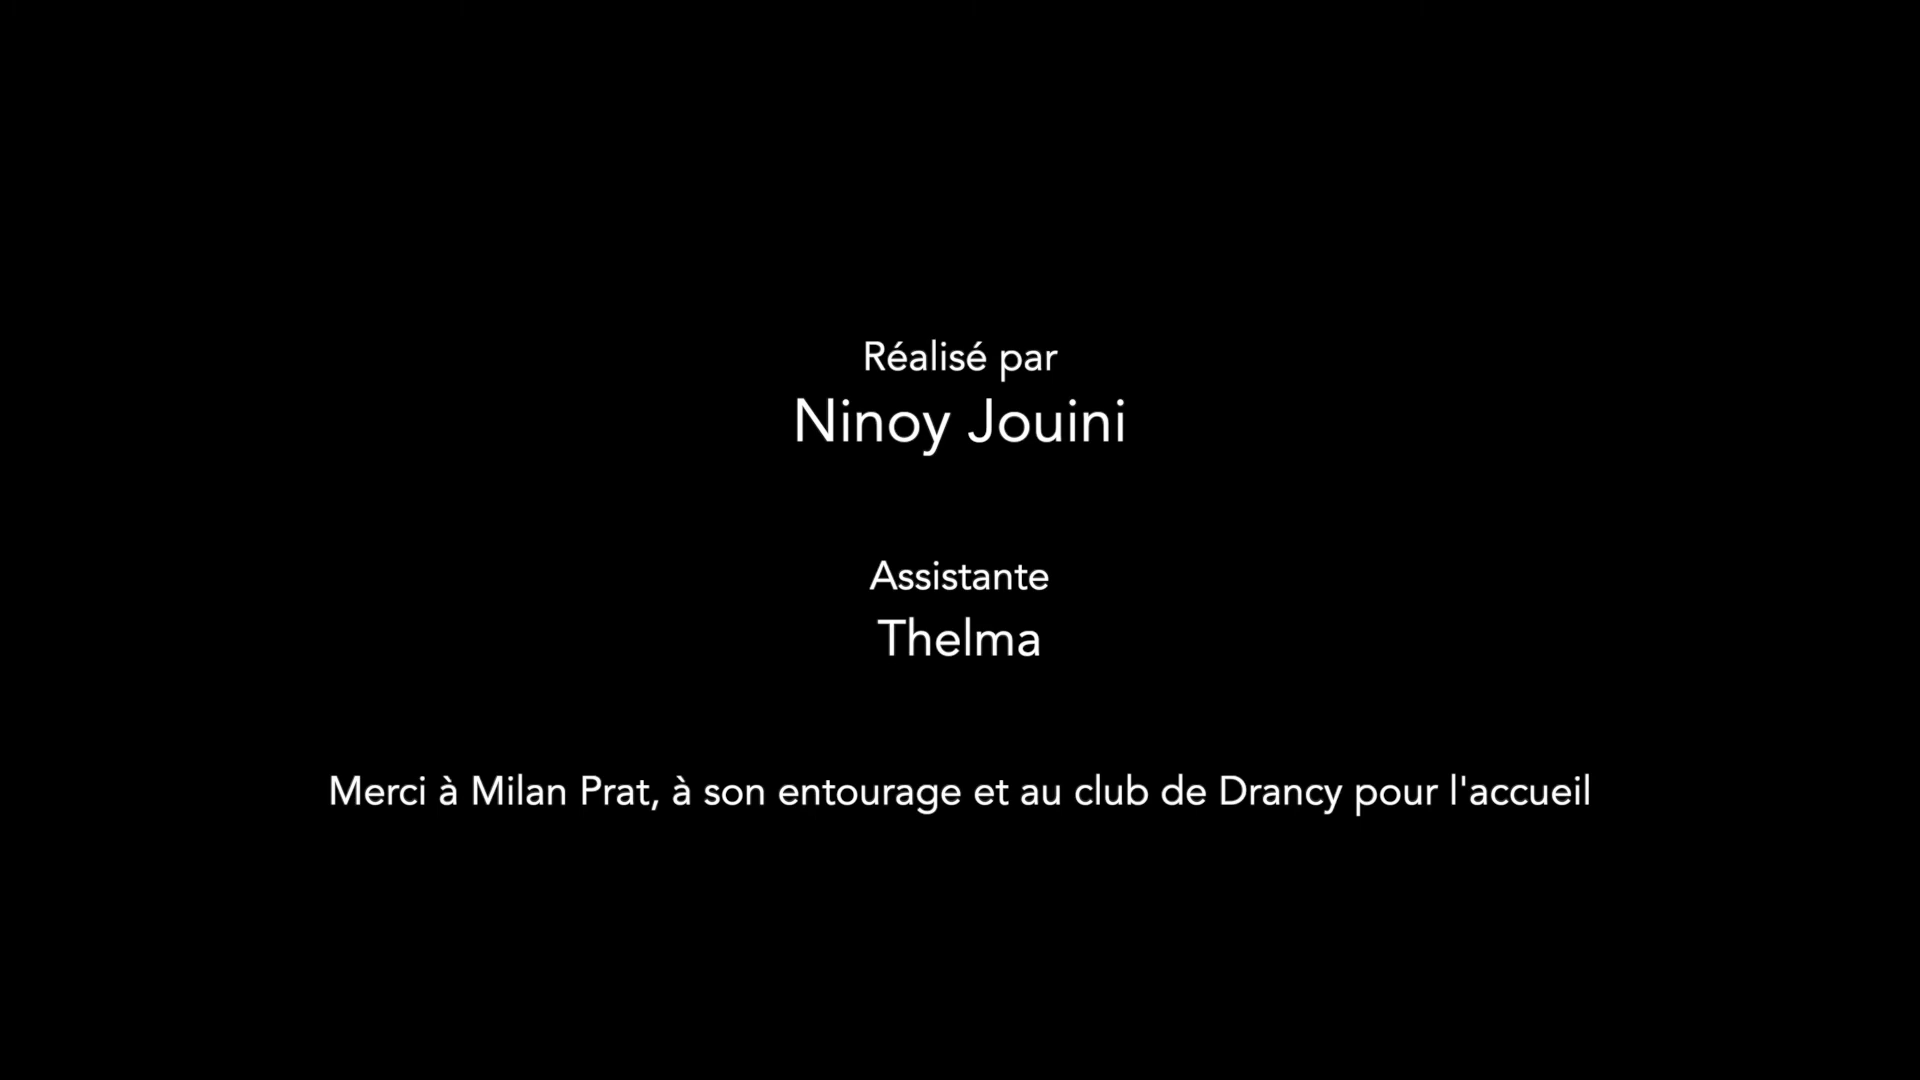 Réalisé par
Ninoy Jouini
Assistante
Thelma
Merci à Milan Prat, à son entourage et au club de Drancy pour l'accueil